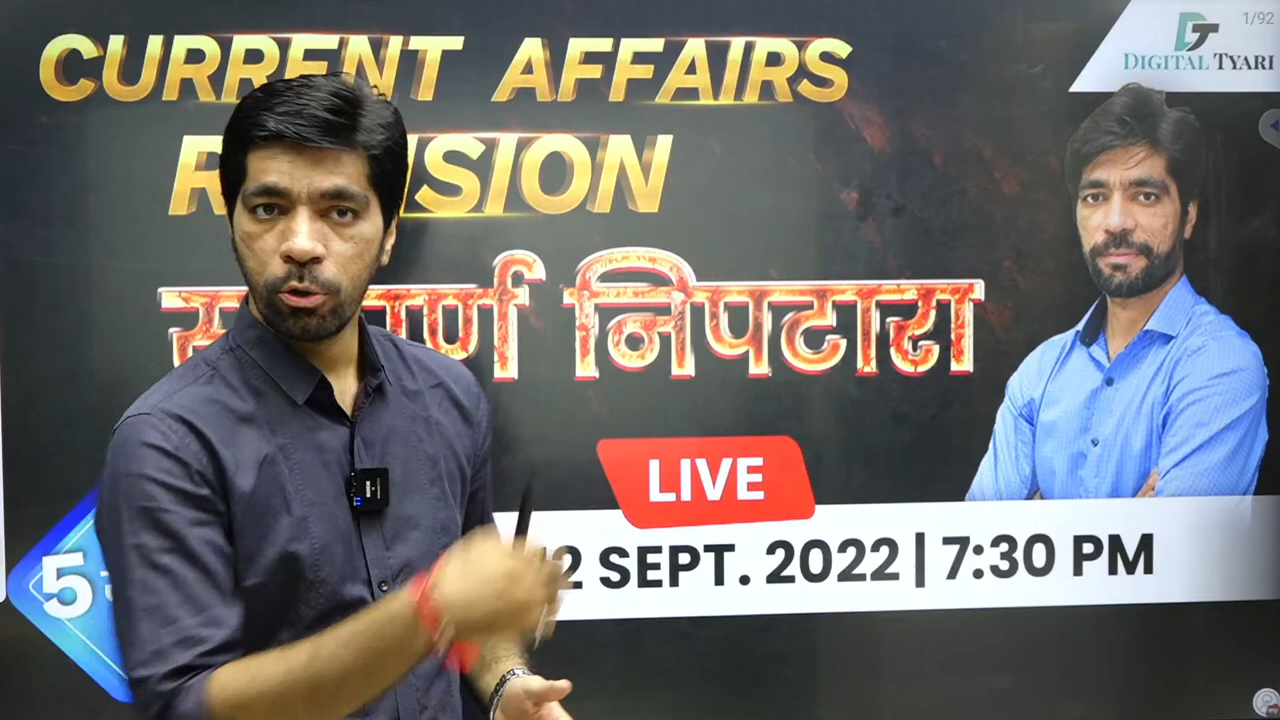 CURRENT AFFAIRS
1/92
DIGITAL TYARI
निपटारा
LIVE
SEPT. 2022 | 7:30 PM
5